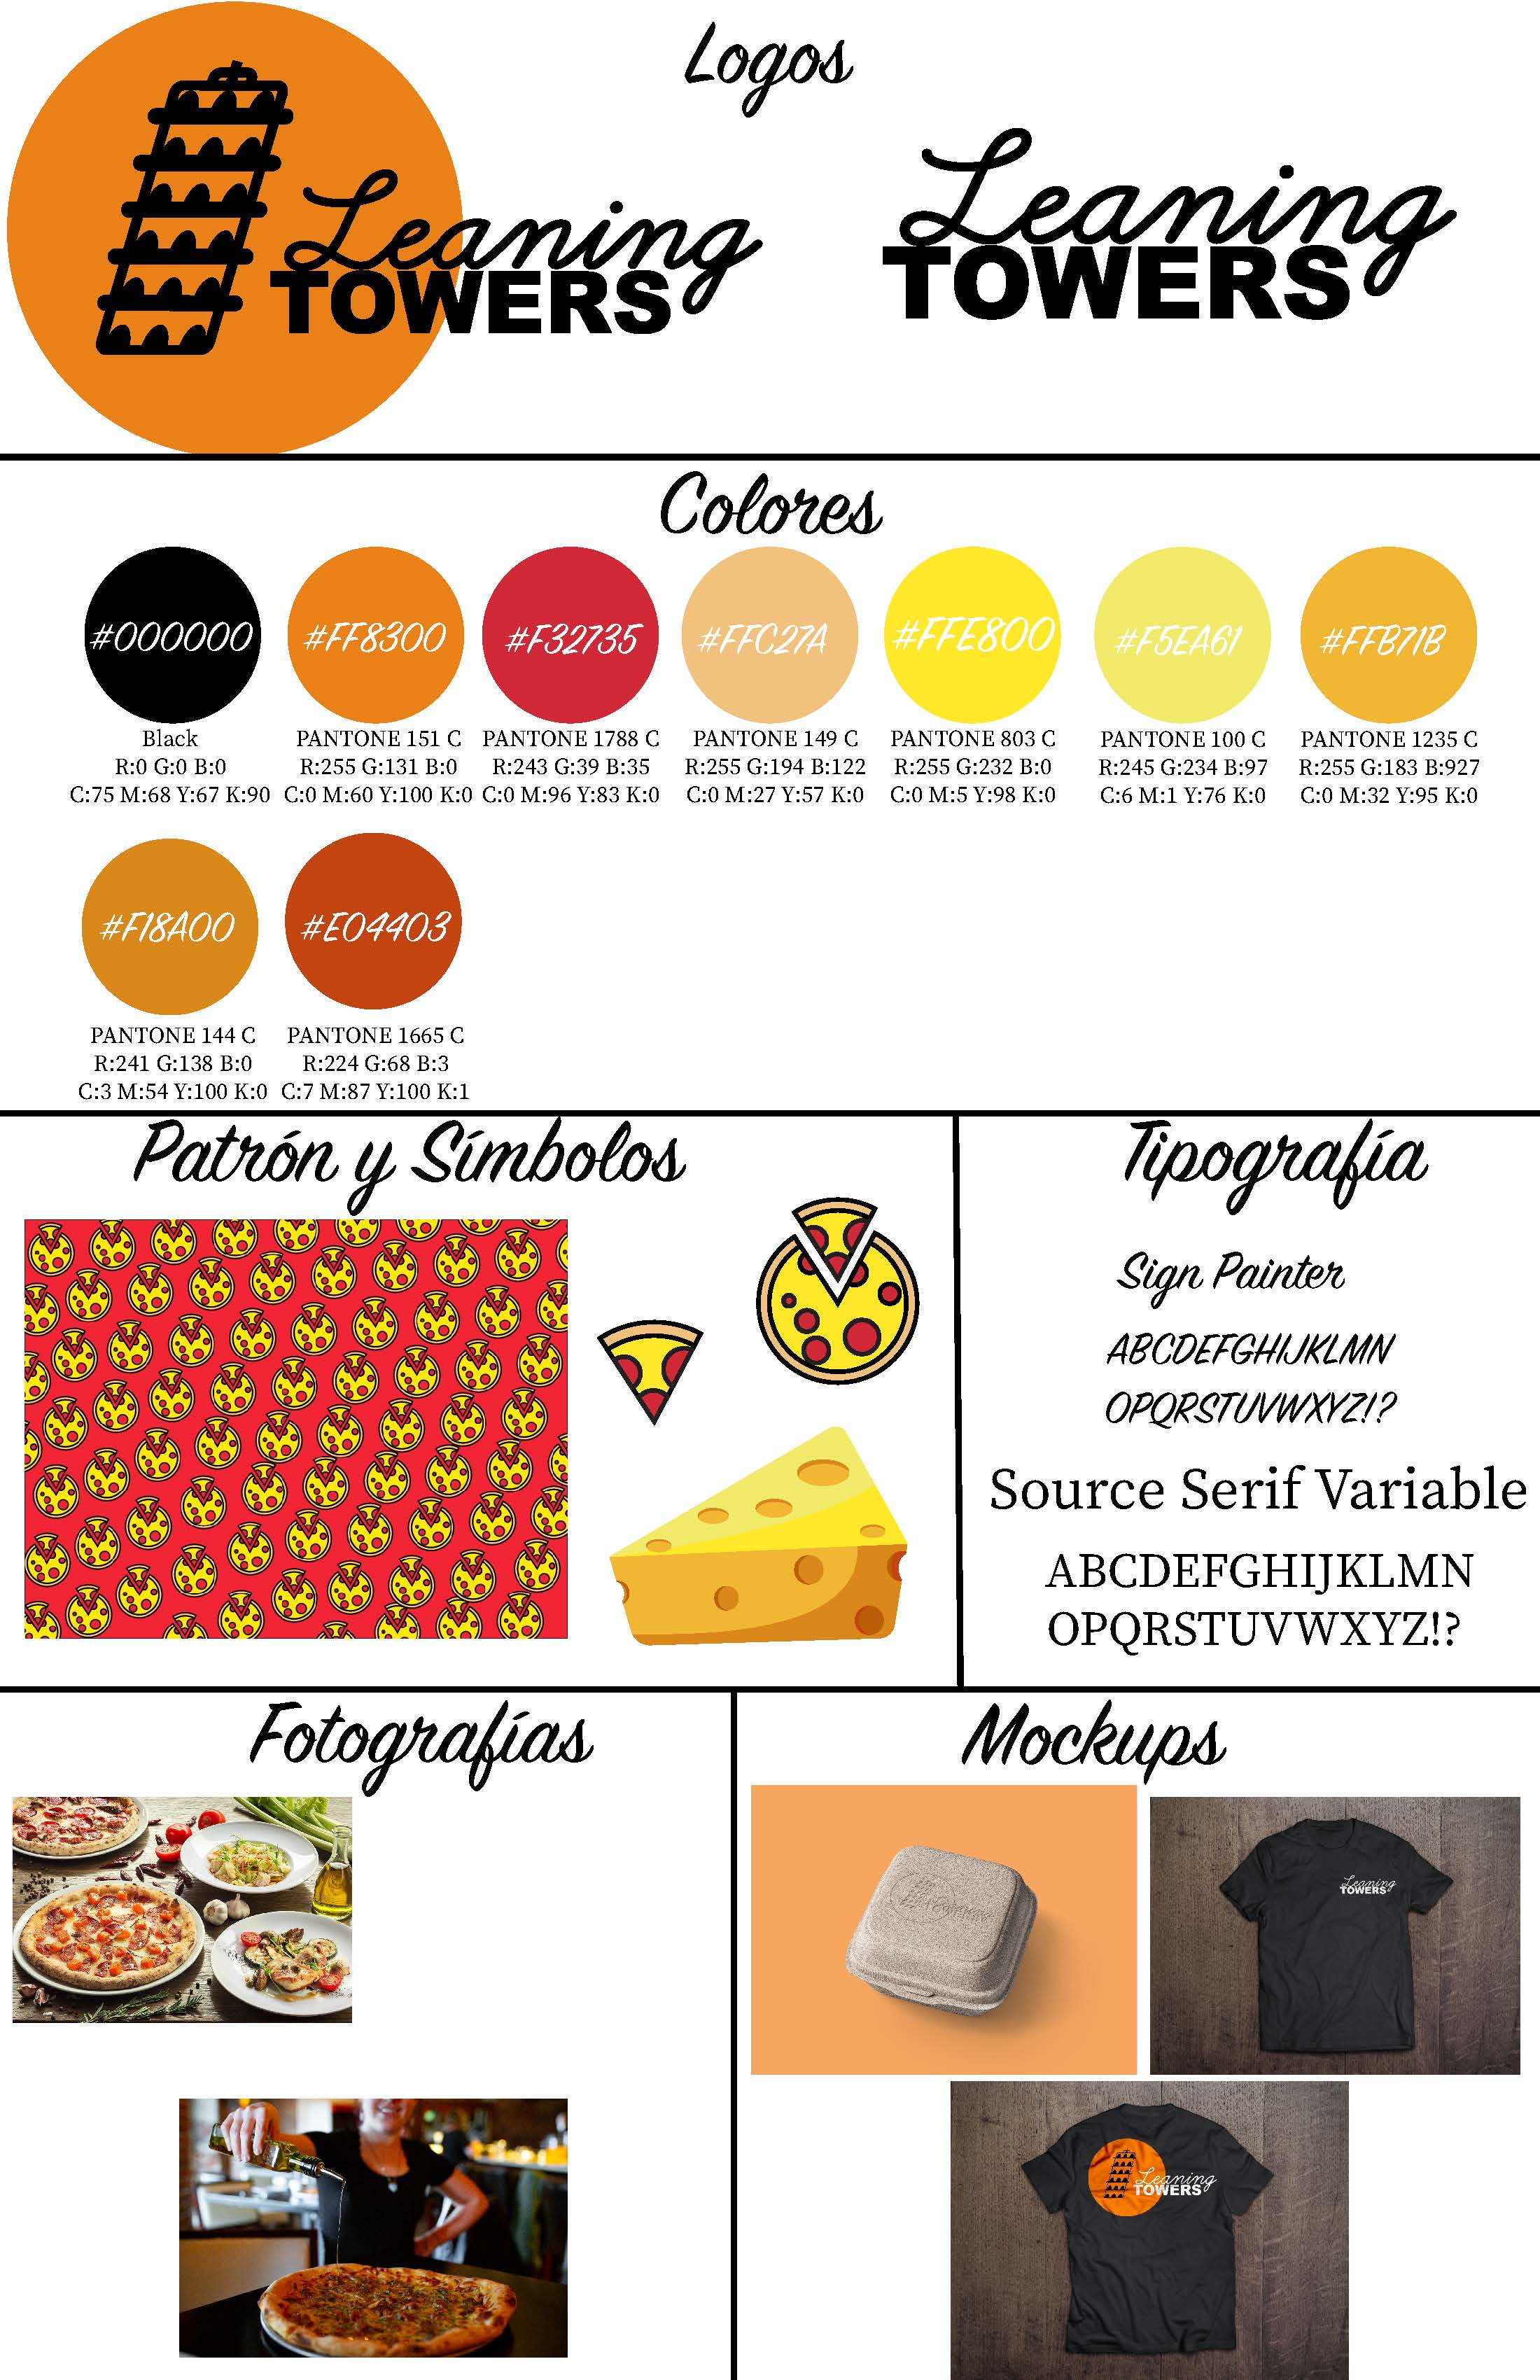 Logos
Leaning
TOWERS
Leaning
TOWERS
Colores
#000000
#FF8300
#F32735
#FFC27A
#FFE800
#F5EA61
#FFB71B
Black
R:0 G:0 B:0
C:75 M:68 Y:67 K:90
PANTONE 151 C
R:255 G:131 B:0
C:0 M:60 Y:100 K:0
PANTONE 1788 C
R:243 G:39 B:35
C:0 M:96 Y:83 K:0
PANTONE 149 C
R:255 G:194 B:122
C:0 M:27 Y:57 K:0
PANTONE 803 C
R:255 G:232 B:0
C:0 M:5 Y:98 K:0
PANTONE 100 C
R:245 G:234 B:97
C:6 M:1 Y:76 K:0
PANTONE 1235 C
R:255 G:183 B:927
C:0 M:32 Y:95 K:0
#F18A00
#E04403
PANTONE 144 C
R:241 G:138 B:0
C:3 M:54 Y:100 K:0
PANTONE 1665 C
R:224 G:68 B:3
C:7 M:87 Y:100 K:1
Patrón y Símbolos
Tipografía
Sign Painter
ABCDEFGHIJKLMN
OPQRSTUVWXYZ!?
Source Serif Variable
ABCDEFGHIJKLMN
OPQRSTUVWXYZ!?
Fotografías
Mockups
Leaning
TOWERS
Leaning
TOWERS